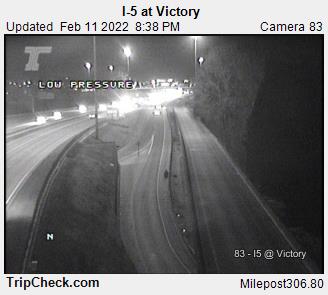 I-5 at Victory
Updated Feb 11 2022 8:38 PM Camera 83
T
LOW PRESSURE
N
83 - I5 @ Victory
TripCheck.com Milepost306.80